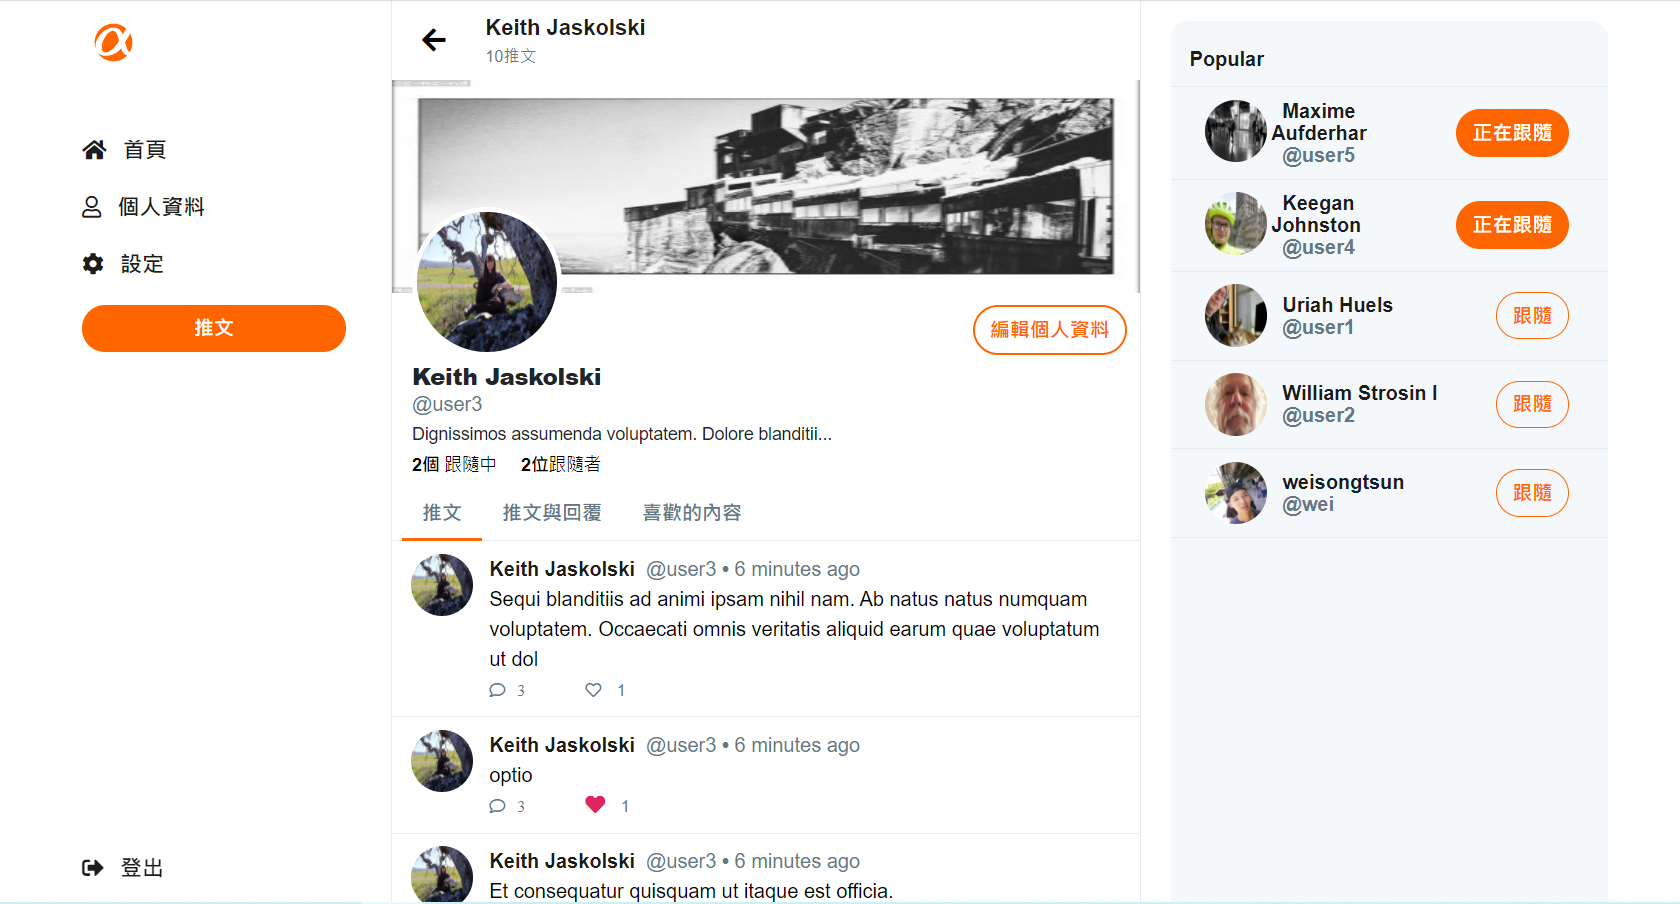 首頁
個人資料
設定
推文
登出
Keith Jaskolski
10推文
編輯個人資料
Keith Jaskolski
@user3
Dignissimos assumenda voluptatem. Dolore blanditii...
2個 跟隨中 2位跟隨者
推文 推文與回覆 喜歡的內容
Keith Jaskolski @user3 • 6 minutes ago
Sequi blanditiis ad animi ipsam nihil nam. Ab natus natus numquam
voluptatem. Occaecati omnis veritatis aliquid earum quae voluptatum
ut dol
3 1
Keith Jaskolski @user3 • 6 minutes ago
optio
3 1
Keith Jaskolski @user3 • 6 minutes ago
Et consequatur quisquam ut itaque est officia.
Popular
Maxime
Aufderhar
@user5
正在跟隨
Keegan
Johnston
@user4
正在跟隨
Uriah Huels
@user1
跟隨
William Strosin I
@user2
跟隨
weisongtsun
@wei
跟隨